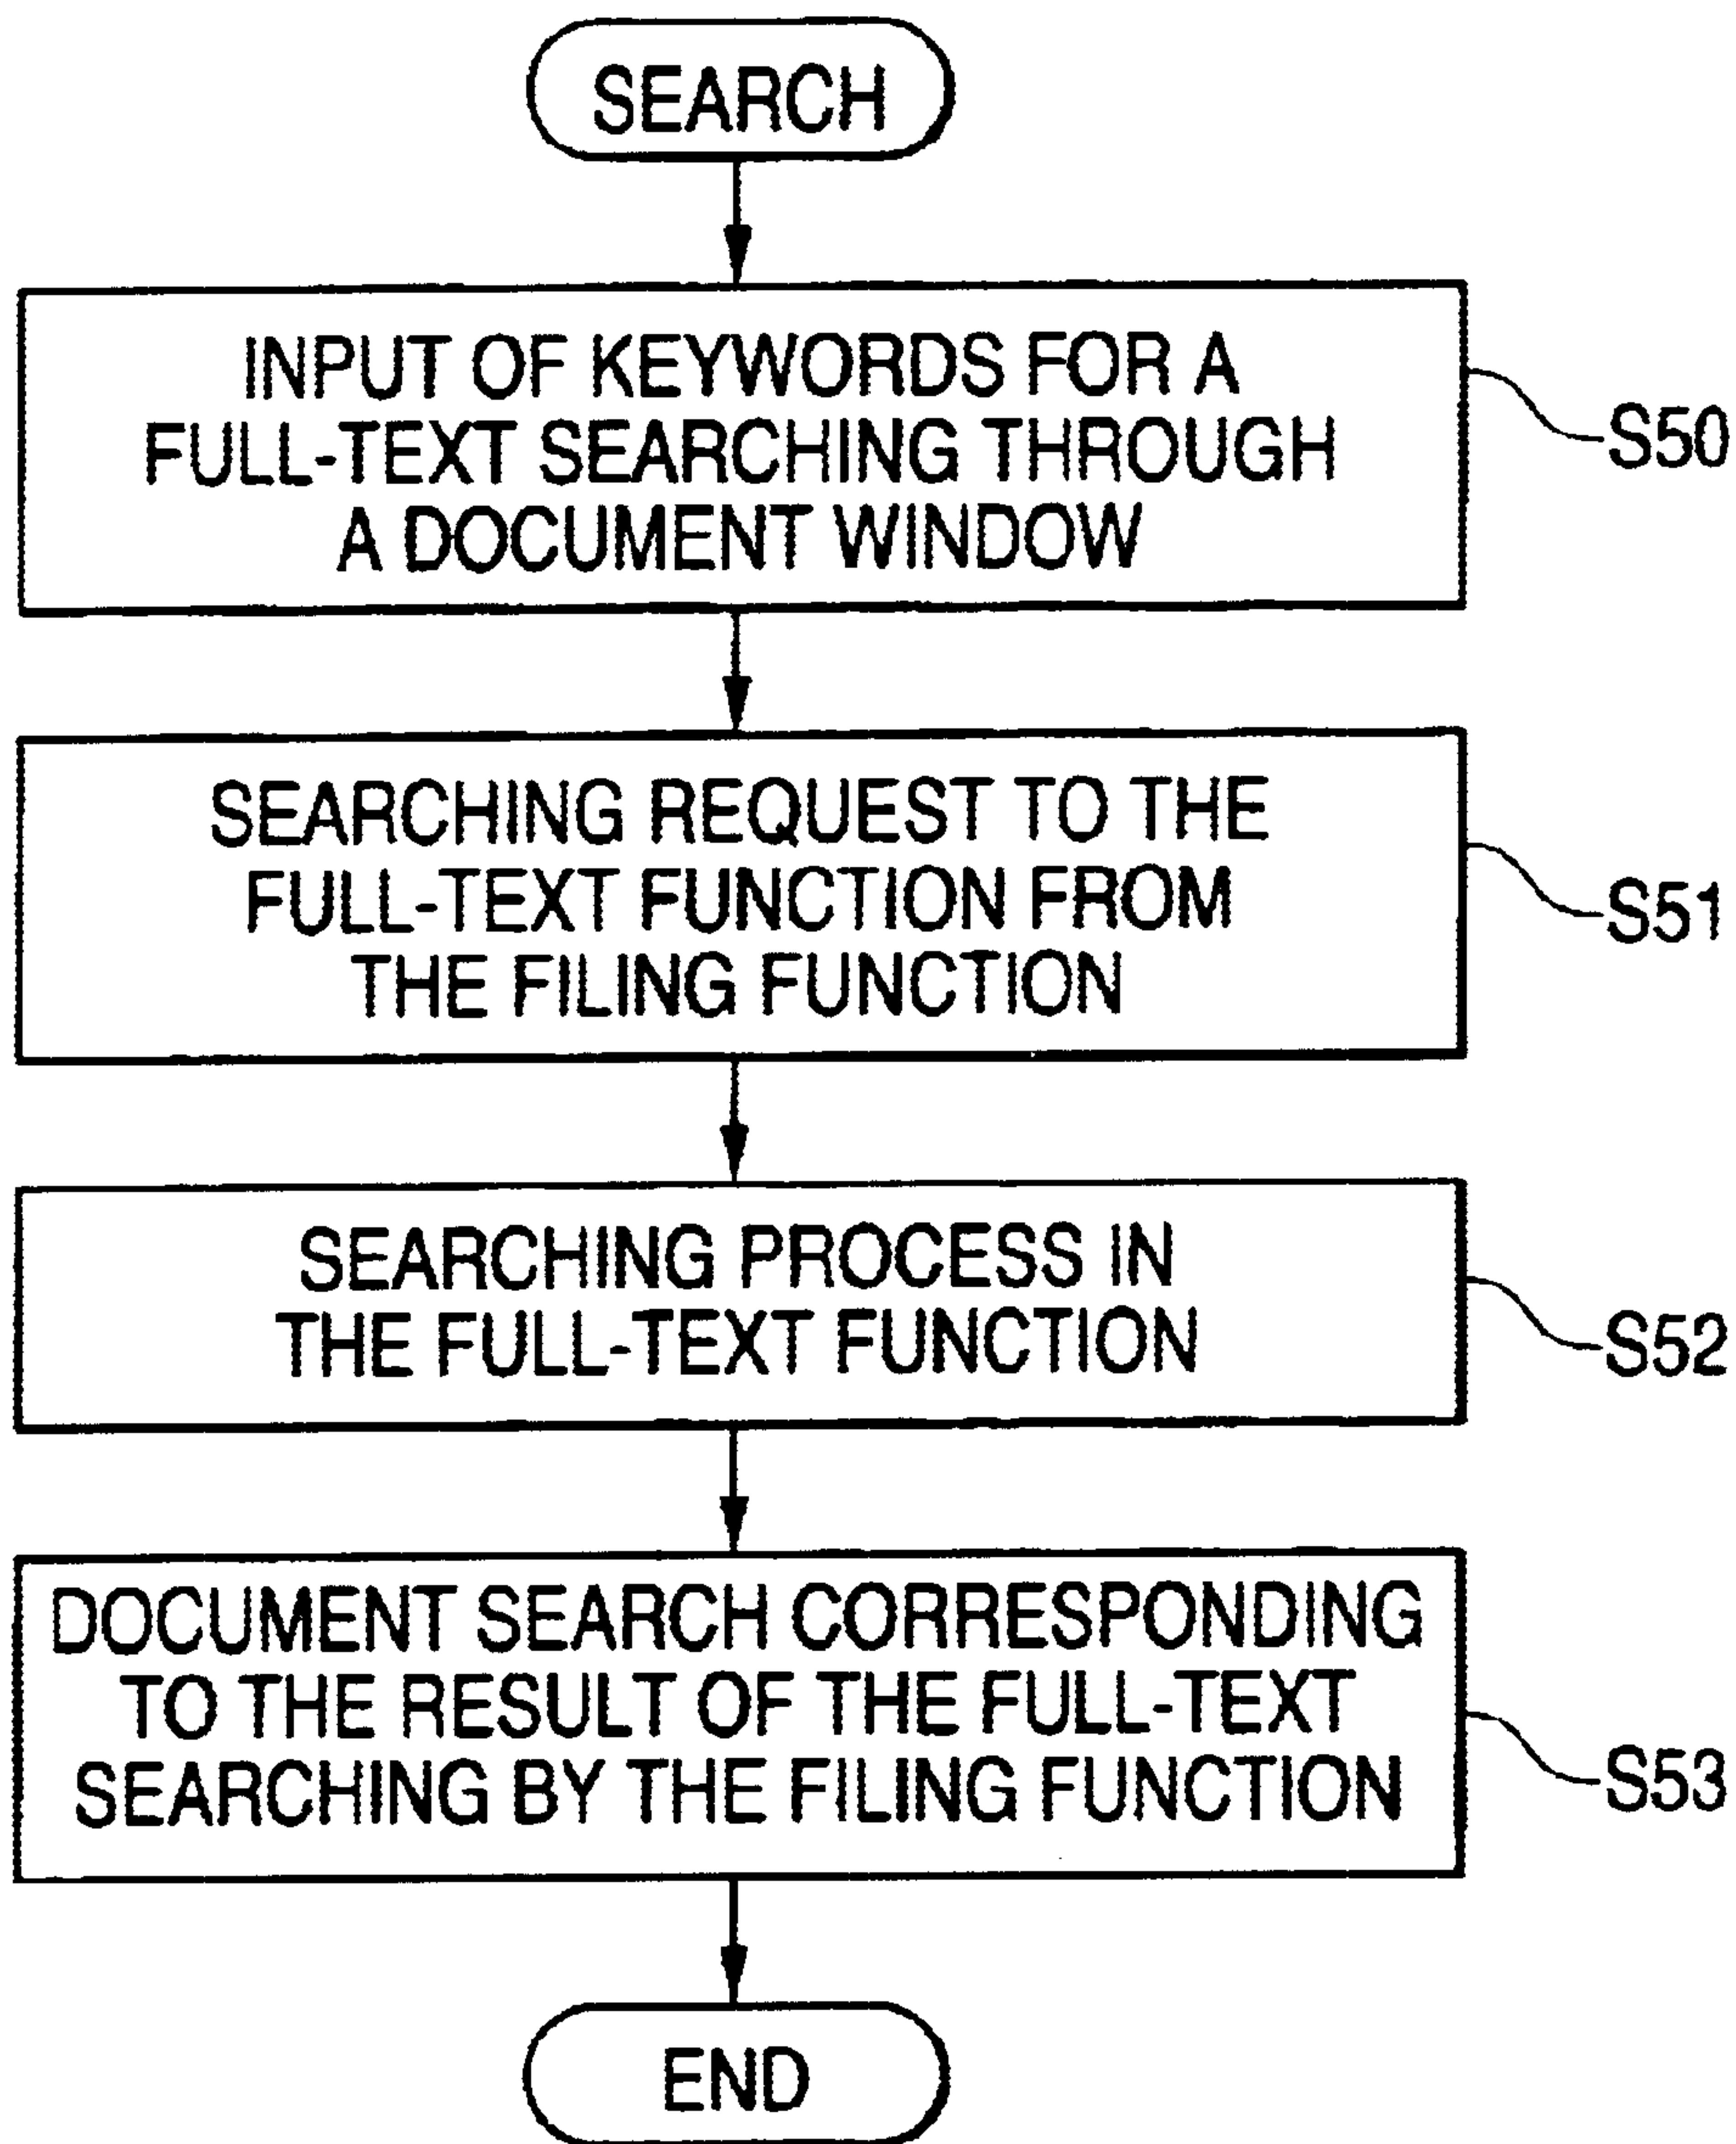 SEARCH
INPUT OF KEYWORDS FOR A
FULL-TEXT SEARCHING THROUGH
A DOCUMENT WINDOW
S50
SEARCHING REQUEST TO THE
FULL-TEXT FUNCTION FROM
THE FILING FUNCTION
S51
SEARCHING PROCESS IN
THE FULL-TEXT FUNCTION
S52
DOCUMENT SEARCH CORRESPONDING
TO THE RESULT OF THE FULL-TEXT
SEARCHING BY THE FILING FUNCTION
S53
END